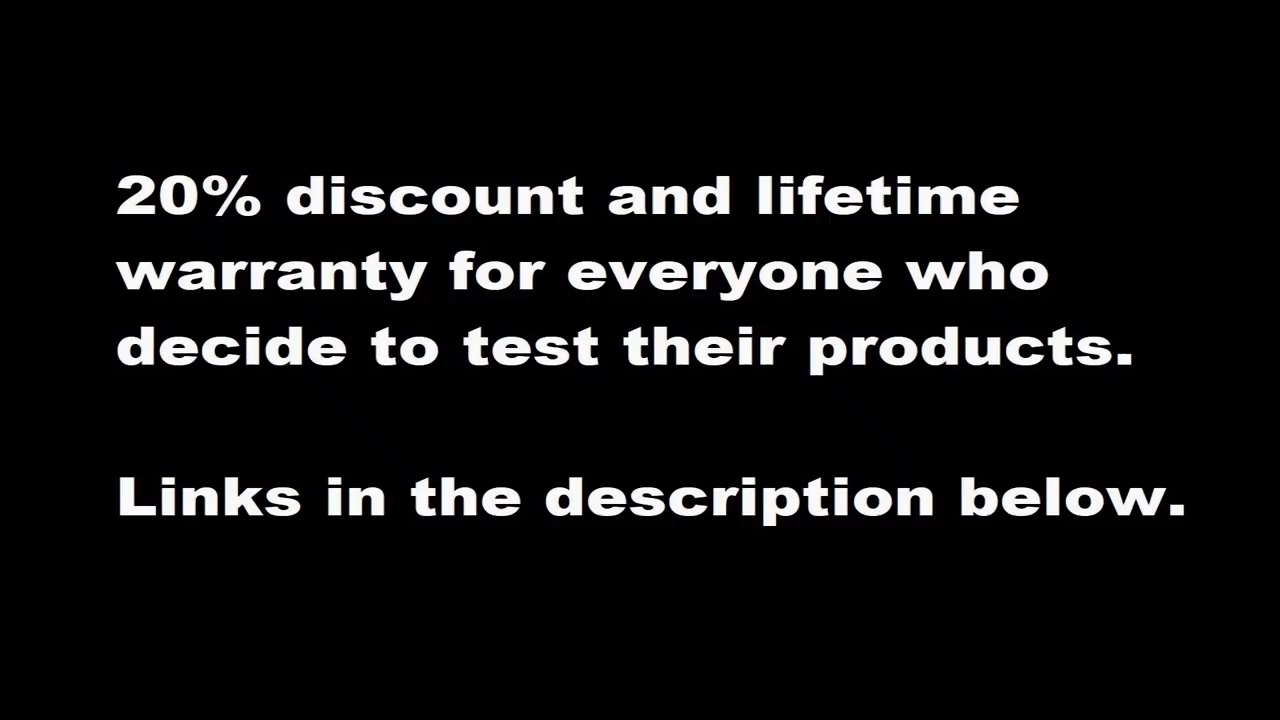 20% discount and lifetime
warranty for everyone who
decide to test their products.
Links in the description below.